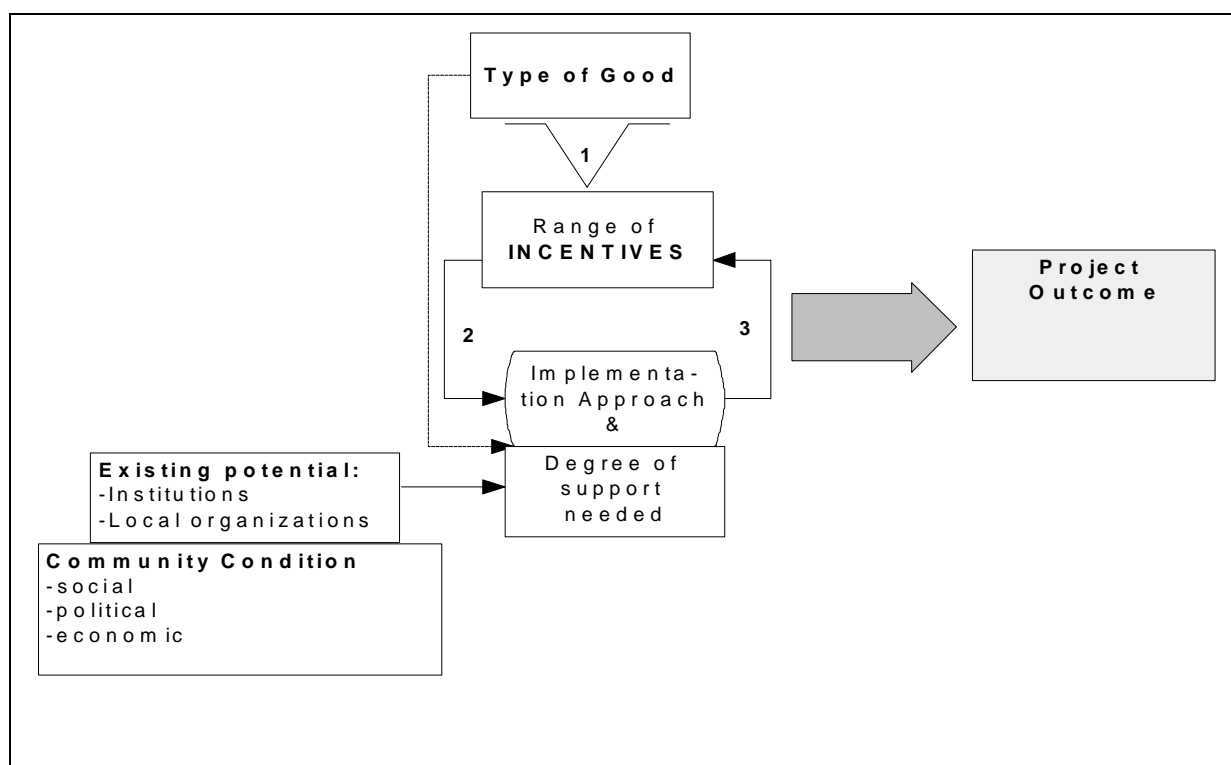 Type of Good
1
Range of
INCENTIVES
2
3
Project
Outcome
Implementa-
tion Approach
&
Degree of
support
needed
Existing potential:
-Institutions
-Local organizations
Community Condition
-social
-political
-economic